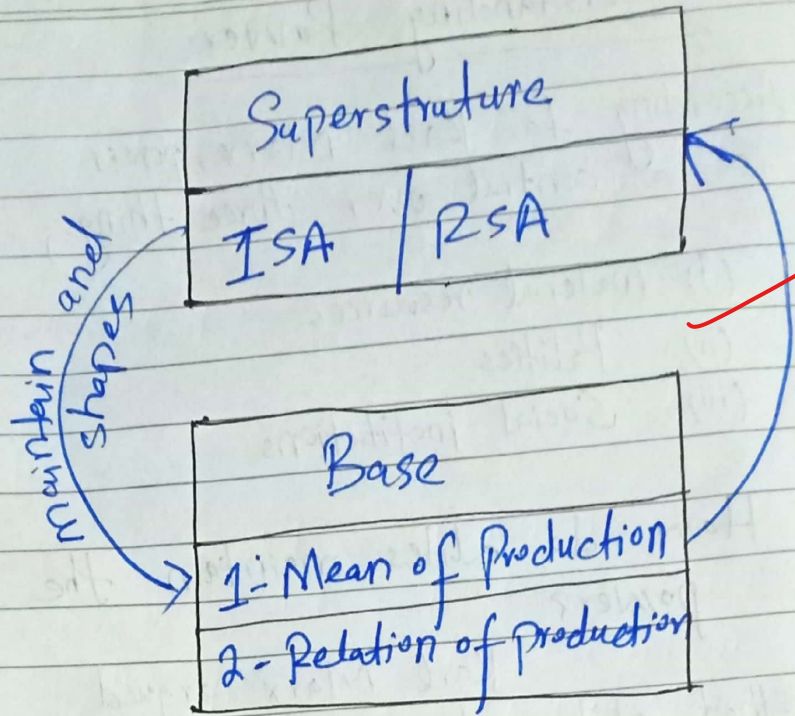 Superstruture
ISA
RSA
Maintain and
shapes
Base
1- Mean of Production
2- Relation of production